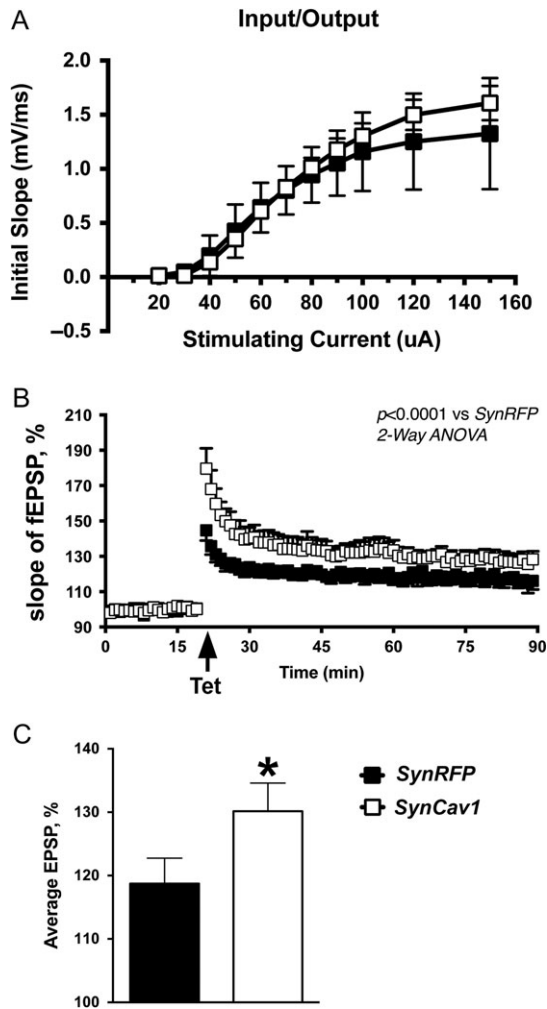 A
Input/Output
Initial Slope (mV/ms)
2.0
1.5
1.0
0.5
0.0
–0.5
20 40 60 80 100 120 140 160
Stimulating Current (uA)
B
slope of fEPSP, %
210
190
170
150
130
110
90
p<0.0001 vs SynRFP
2-Way ANOVA
0 15 30 45 60 75 90
Tet
Time (min)
C
Average EPSP, %
140
130
120
110
100
*
SynRFP
SynCav1